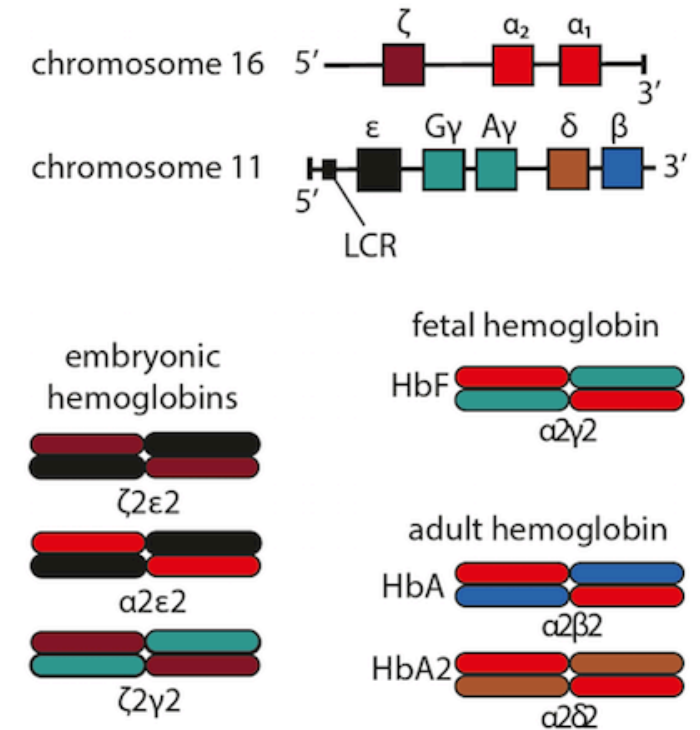 ζ α₂ α₁
chromosome 16 5′
3′
ε Gγ Aγ δ β
chromosome 11 3′
5′
LCR
embryonic
hemoglobins
ζ2ε2
α2ε2
ζ2γ2
fetal hemoglobin
HbF
α2γ2
adult hemoglobin
HbA
α2β2
HbA2
α2δ2